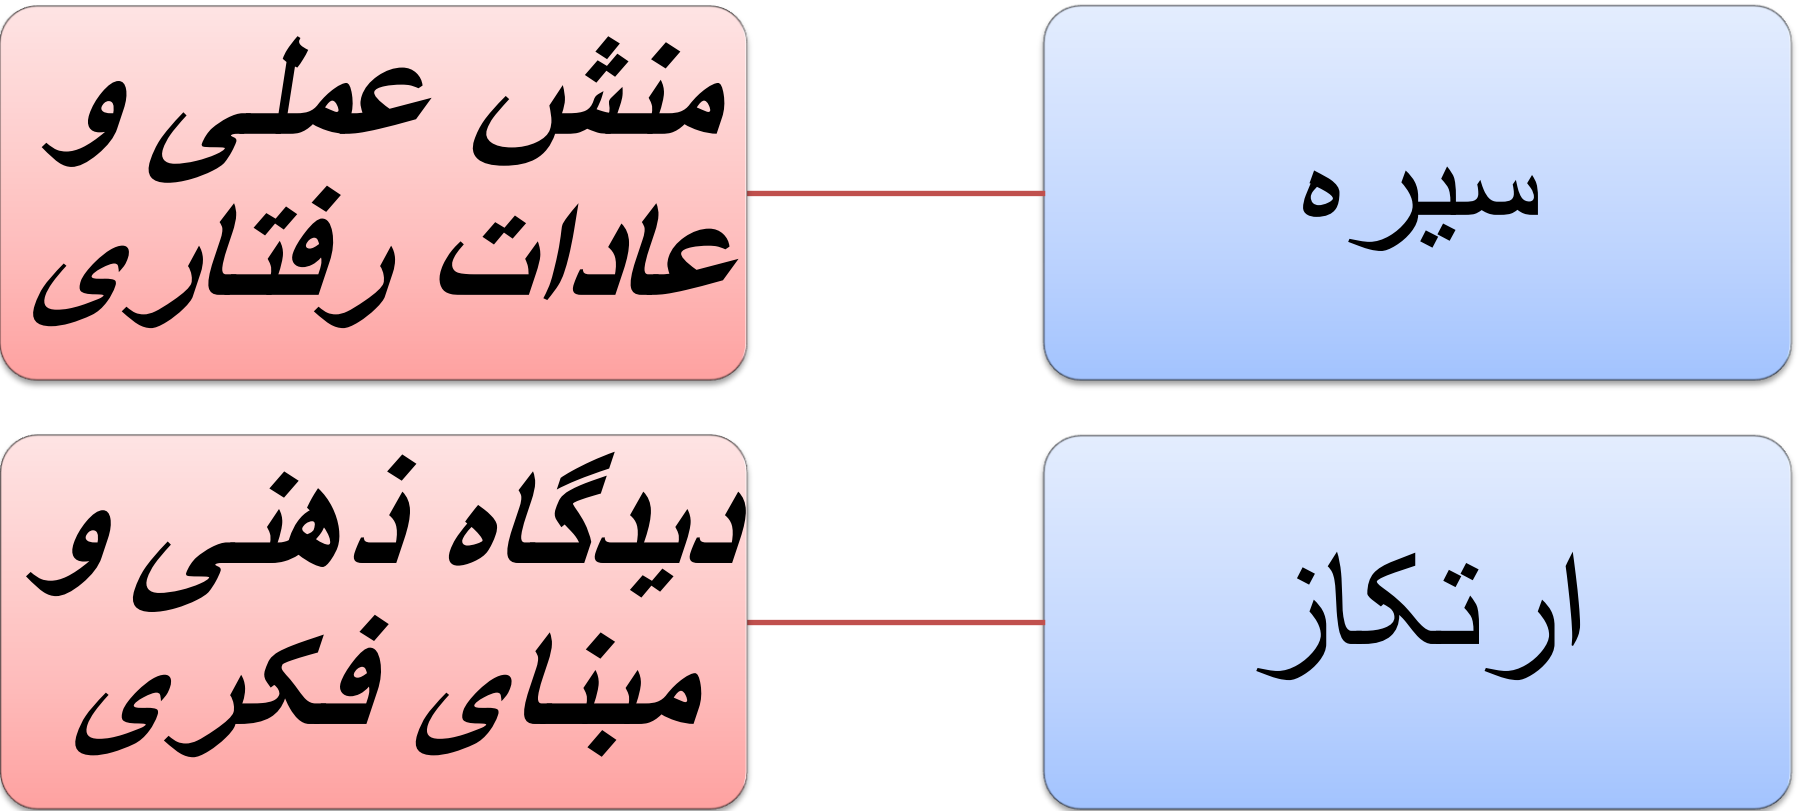 سیره
منش عملی و
عادات رفتاری
ارتکاز
دیدگاه ذهنی و
مبنای فکری